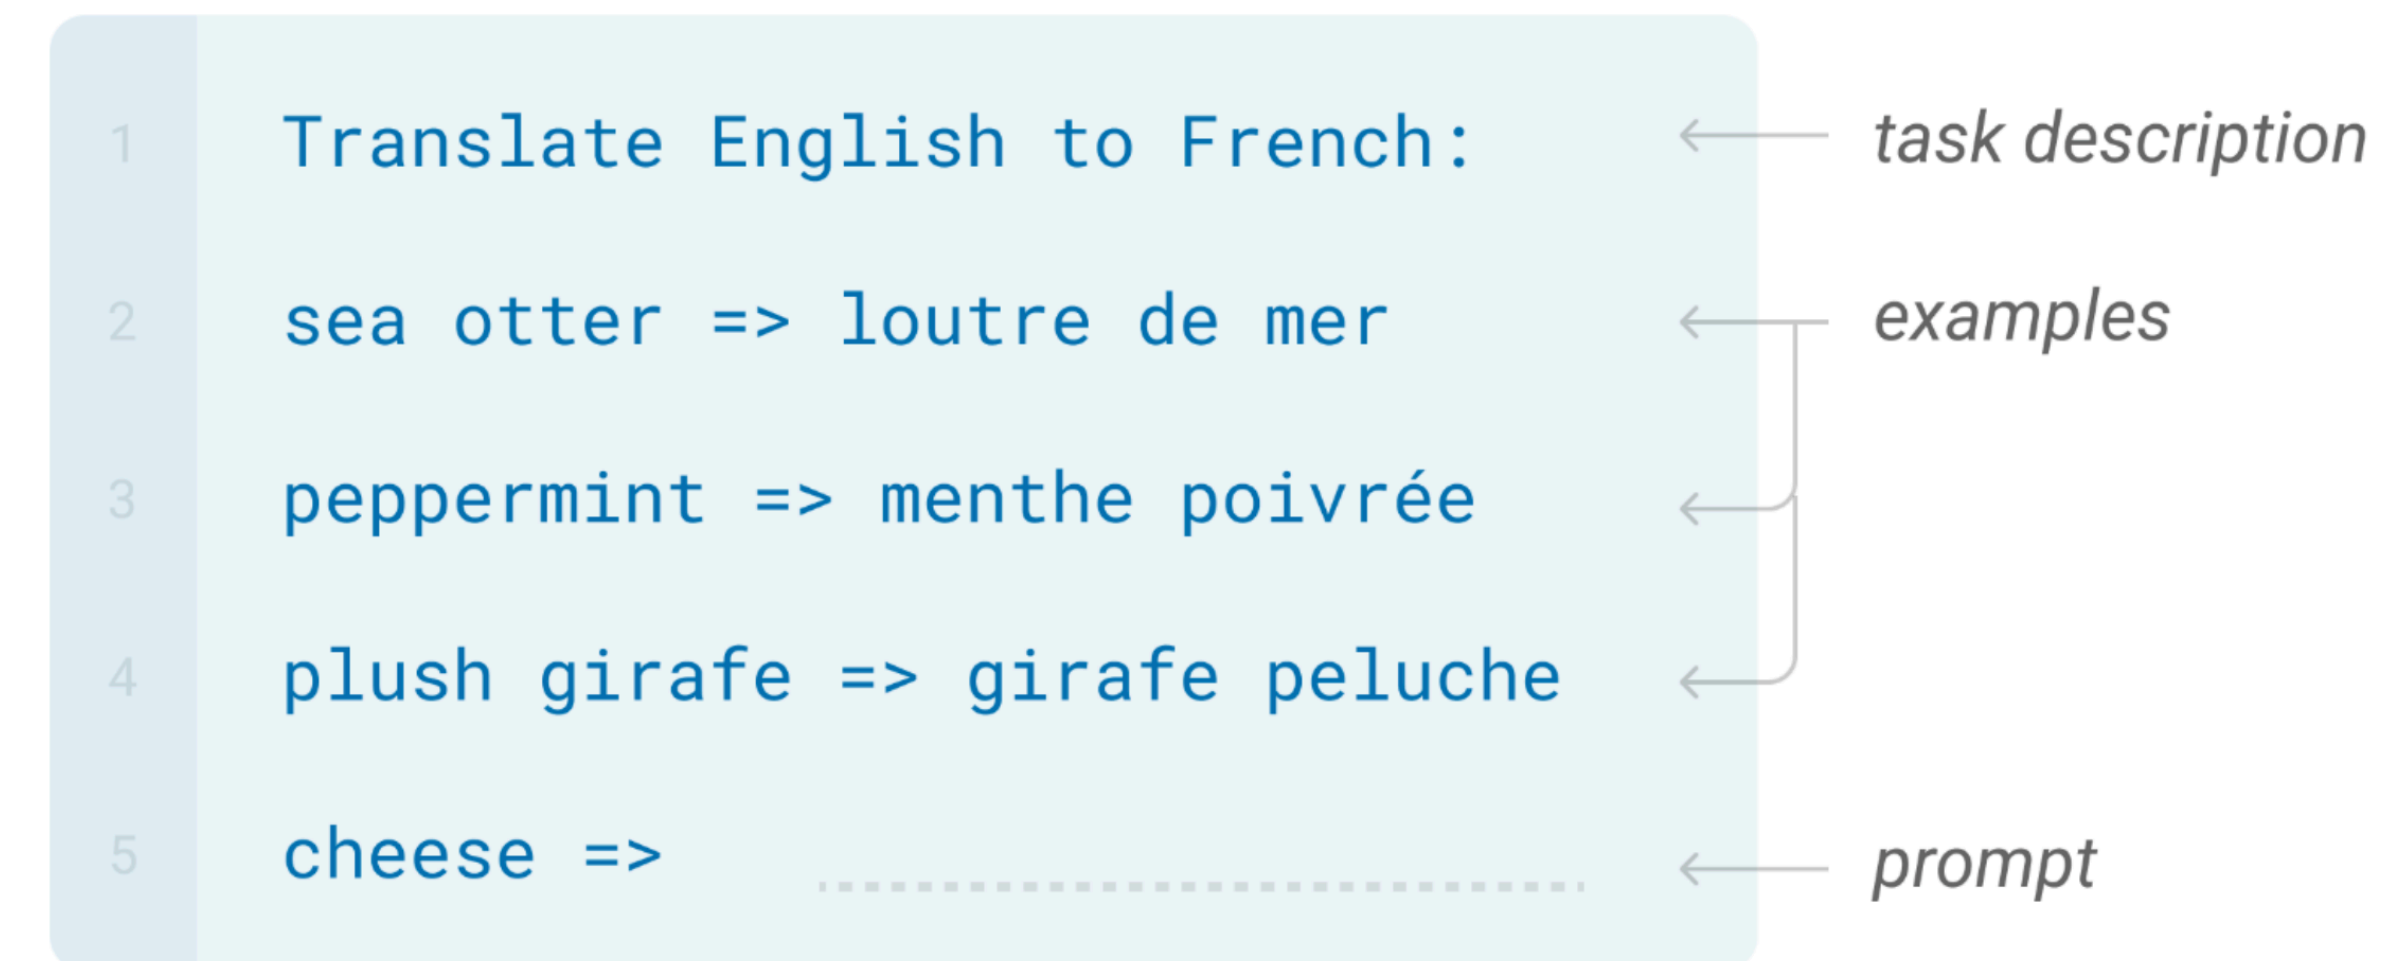 1 Translate English to French: task description
2 sea otter => loutre de mer examples
3 peppermint => menthe poivrée
4 plush girafe => girafe peluche
5 cheese => prompt